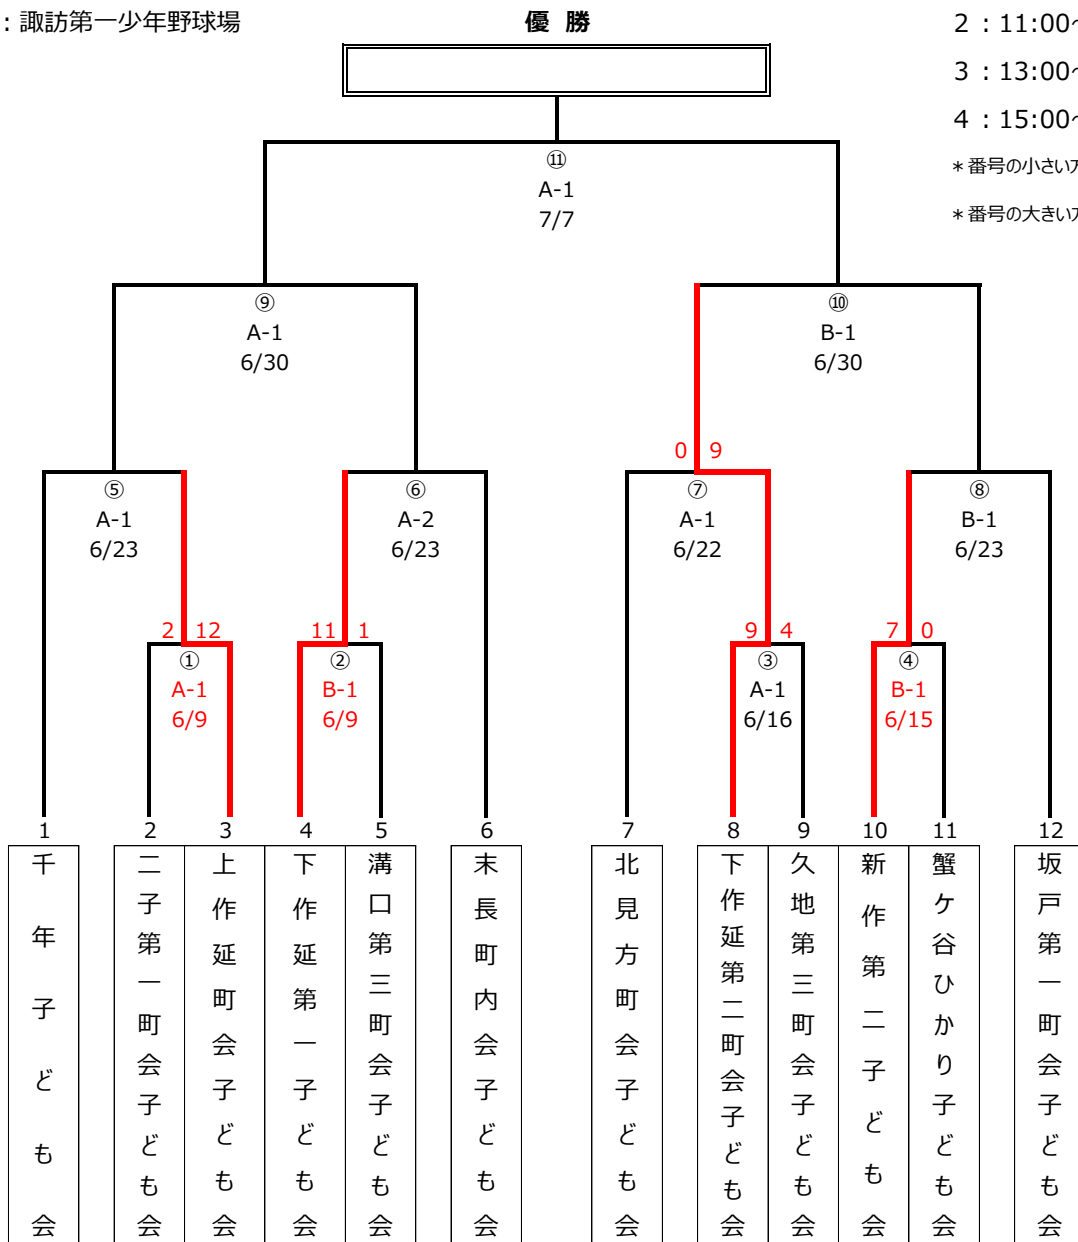 ：諏訪第一少年野球場
優 勝
2 : 11:00~
3 : 13:00~
4 : 15:00~
＊番号の小さい
＊番号の大きい
⑪
A-1
7/7
⑨
A-1
6/30
⑩
B-1
6/30
0 9
⑤
A-1
6/23
⑥
A-2
6/23
⑦
A-1
6/22
⑧
B-1
6/23
2 12
11 1
9 4
7 0
①
A-1
6/9
②
B-1
6/9
③
A-1
6/16
④
B-1
6/15
1 2 3 4 5 6 7 8 9 10 11 12
千年子ども会
二子第一町会子ども会
上作延町会子ども会
下作延第一子ども会
溝口第三町会子ども会
末長町内会子ども会
北見方町会子ども会
下作延第二町会子ども会
久地第三町会子ども会
新作第二子ども会
蟹ケ谷ひかり子ども会
坂戸第一町会子ども会